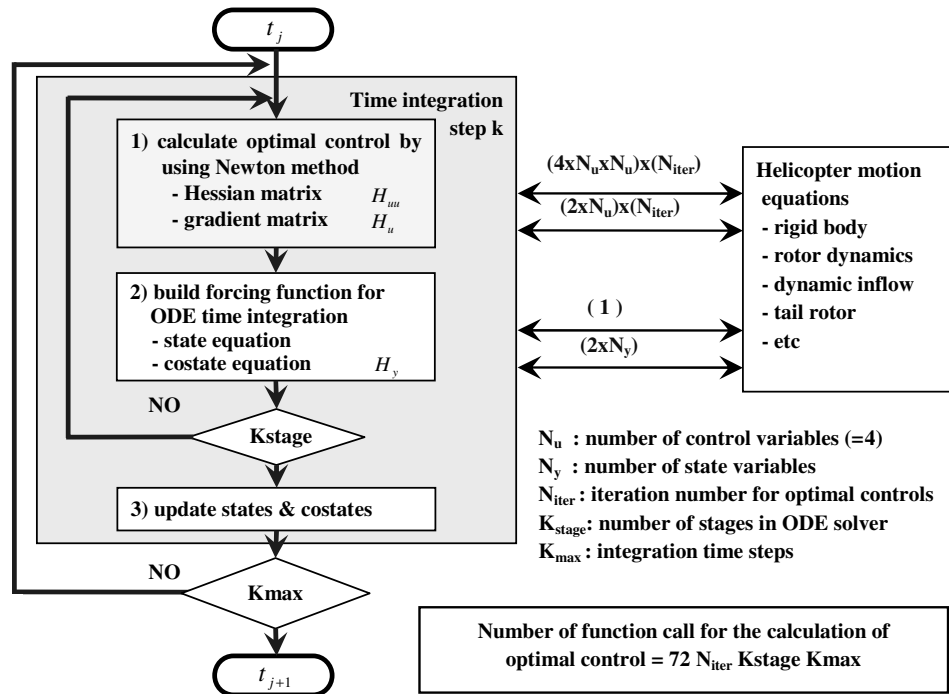 t_j
Time integration
step k
1) calculate optimal control by
using Newton method
- Hessian matrix H_uu
- gradient matrix H_u
2) build forcing function for
ODE time integration
- state equation
- costate equation H_y
NO
Kstage
3) update states & costates
NO
Kmax
t_{j+1}
(4xN_uxN_u)x(N_iter)
(2xN_u)x(N_iter)
( 1 )
(2xN_y)
Helicopter motion
equations
- rigid body
- rotor dynamics
- dynamic inflow
- tail rotor
- etc
N_u : number of control variables (=4)
N_y : number of state variables
N_iter : iteration number for optimal controls
K_stage: number of stages in ODE solver
K_max : integration time steps
Number of function call for the calculation of
optimal control = 72 N_iter Kstage Kmax